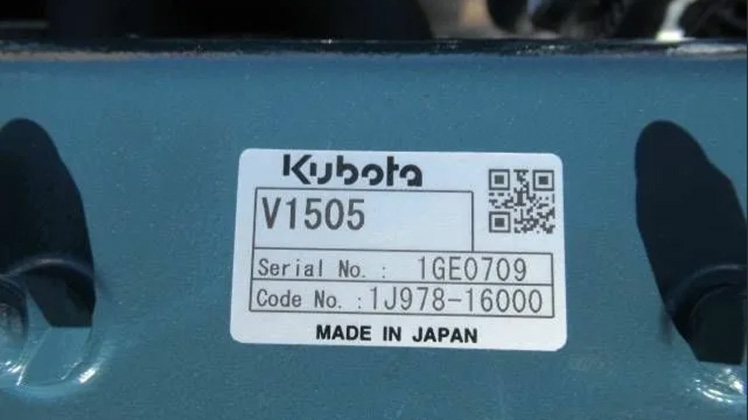 Kubota
V1505
Serial No. : 1GE0709
Code No. : 1J978-16000
MADE IN JAPAN